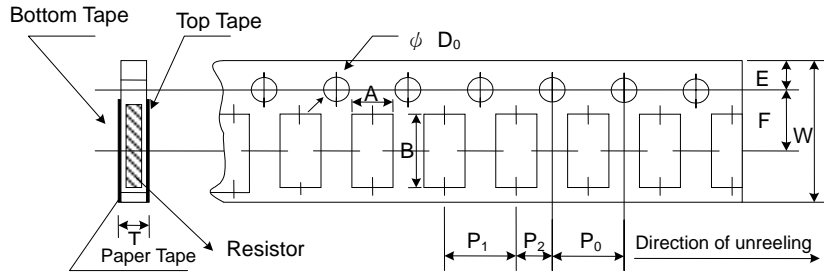 Bottom Tape
Top Tape
ϕ D₀
A
B
E
F
W
T
P₁
P₂
P₀
Direction of unreeling
Paper Tape
Resistor